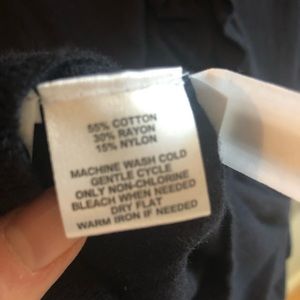 55% COTTON
30% RAYON
15% NYLON
MACHINE WASH COLD
GENTLE CYCLE
ONLY NON-CHLORINE
BLEACH WHEN NEEDED
DRY FLAT
WARM IRON IF NEEDED